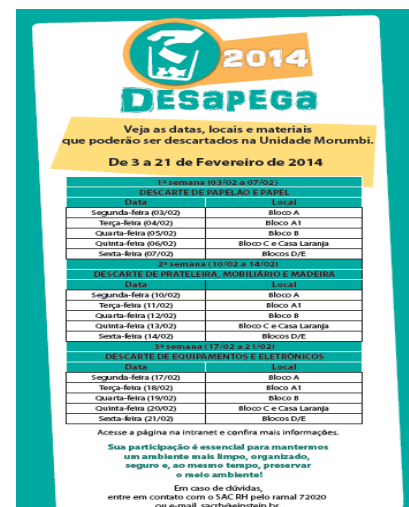 2014
DESAPEGA
Veja as datas, locais e materiais
que poderão ser descartados na Unidade Morumbi.
De 3 a 21 de Fevereiro de 2014
1ª semana (03/02 a 07/02)
DESCARTE DE PAPELÃO E PAPEL
Data Local
Segunda-feira (03/02) Bloco A
Terça-feira (04/02) Bloco A1
Quarta-feira (05/02) Bloco B
Quinta-feira (06/02) Bloco C e Casa Laranja
Sexta-feira (07/02) Blocos D/E
2ª semana (10/02 a 14/02)
DESCARTE DE PRATELEIRA, MOBILIÁRIO E MADEIRA
Data Local
Segunda-feira (10/02) Bloco A
Terça-feira (11/02) Bloco A1
Quarta-feira (12/02) Bloco B
Quinta-feira (13/02) Bloco C e Casa Laranja
Sexta-feira (14/02) Blocos D/E
3ª semana (17/02 a 21/02)
DESCARTE DE EQUIPAMENTOS E ELETRÔNICOS
Data Local
Segunda-feira (17/02) Bloco A
Terça-feira (18/02) Bloco A1
Quarta-feira (19/02) Bloco B
Quinta-feira (20/02) Bloco C e Casa Laranja
Sexta-feira (21/02) Blocos D/E
Acesse a página na intranet e confira mais informações.
Sua participação é essencial para mantermos
um ambiente mais limpo, organizado,
seguro e, ao mesmo tempo, preservar
o meio ambiente!
Em caso de dúvidas,
entre em contato com o SAC RH pelo ramal 72020
ou e-mail sacrh@einstein.br.